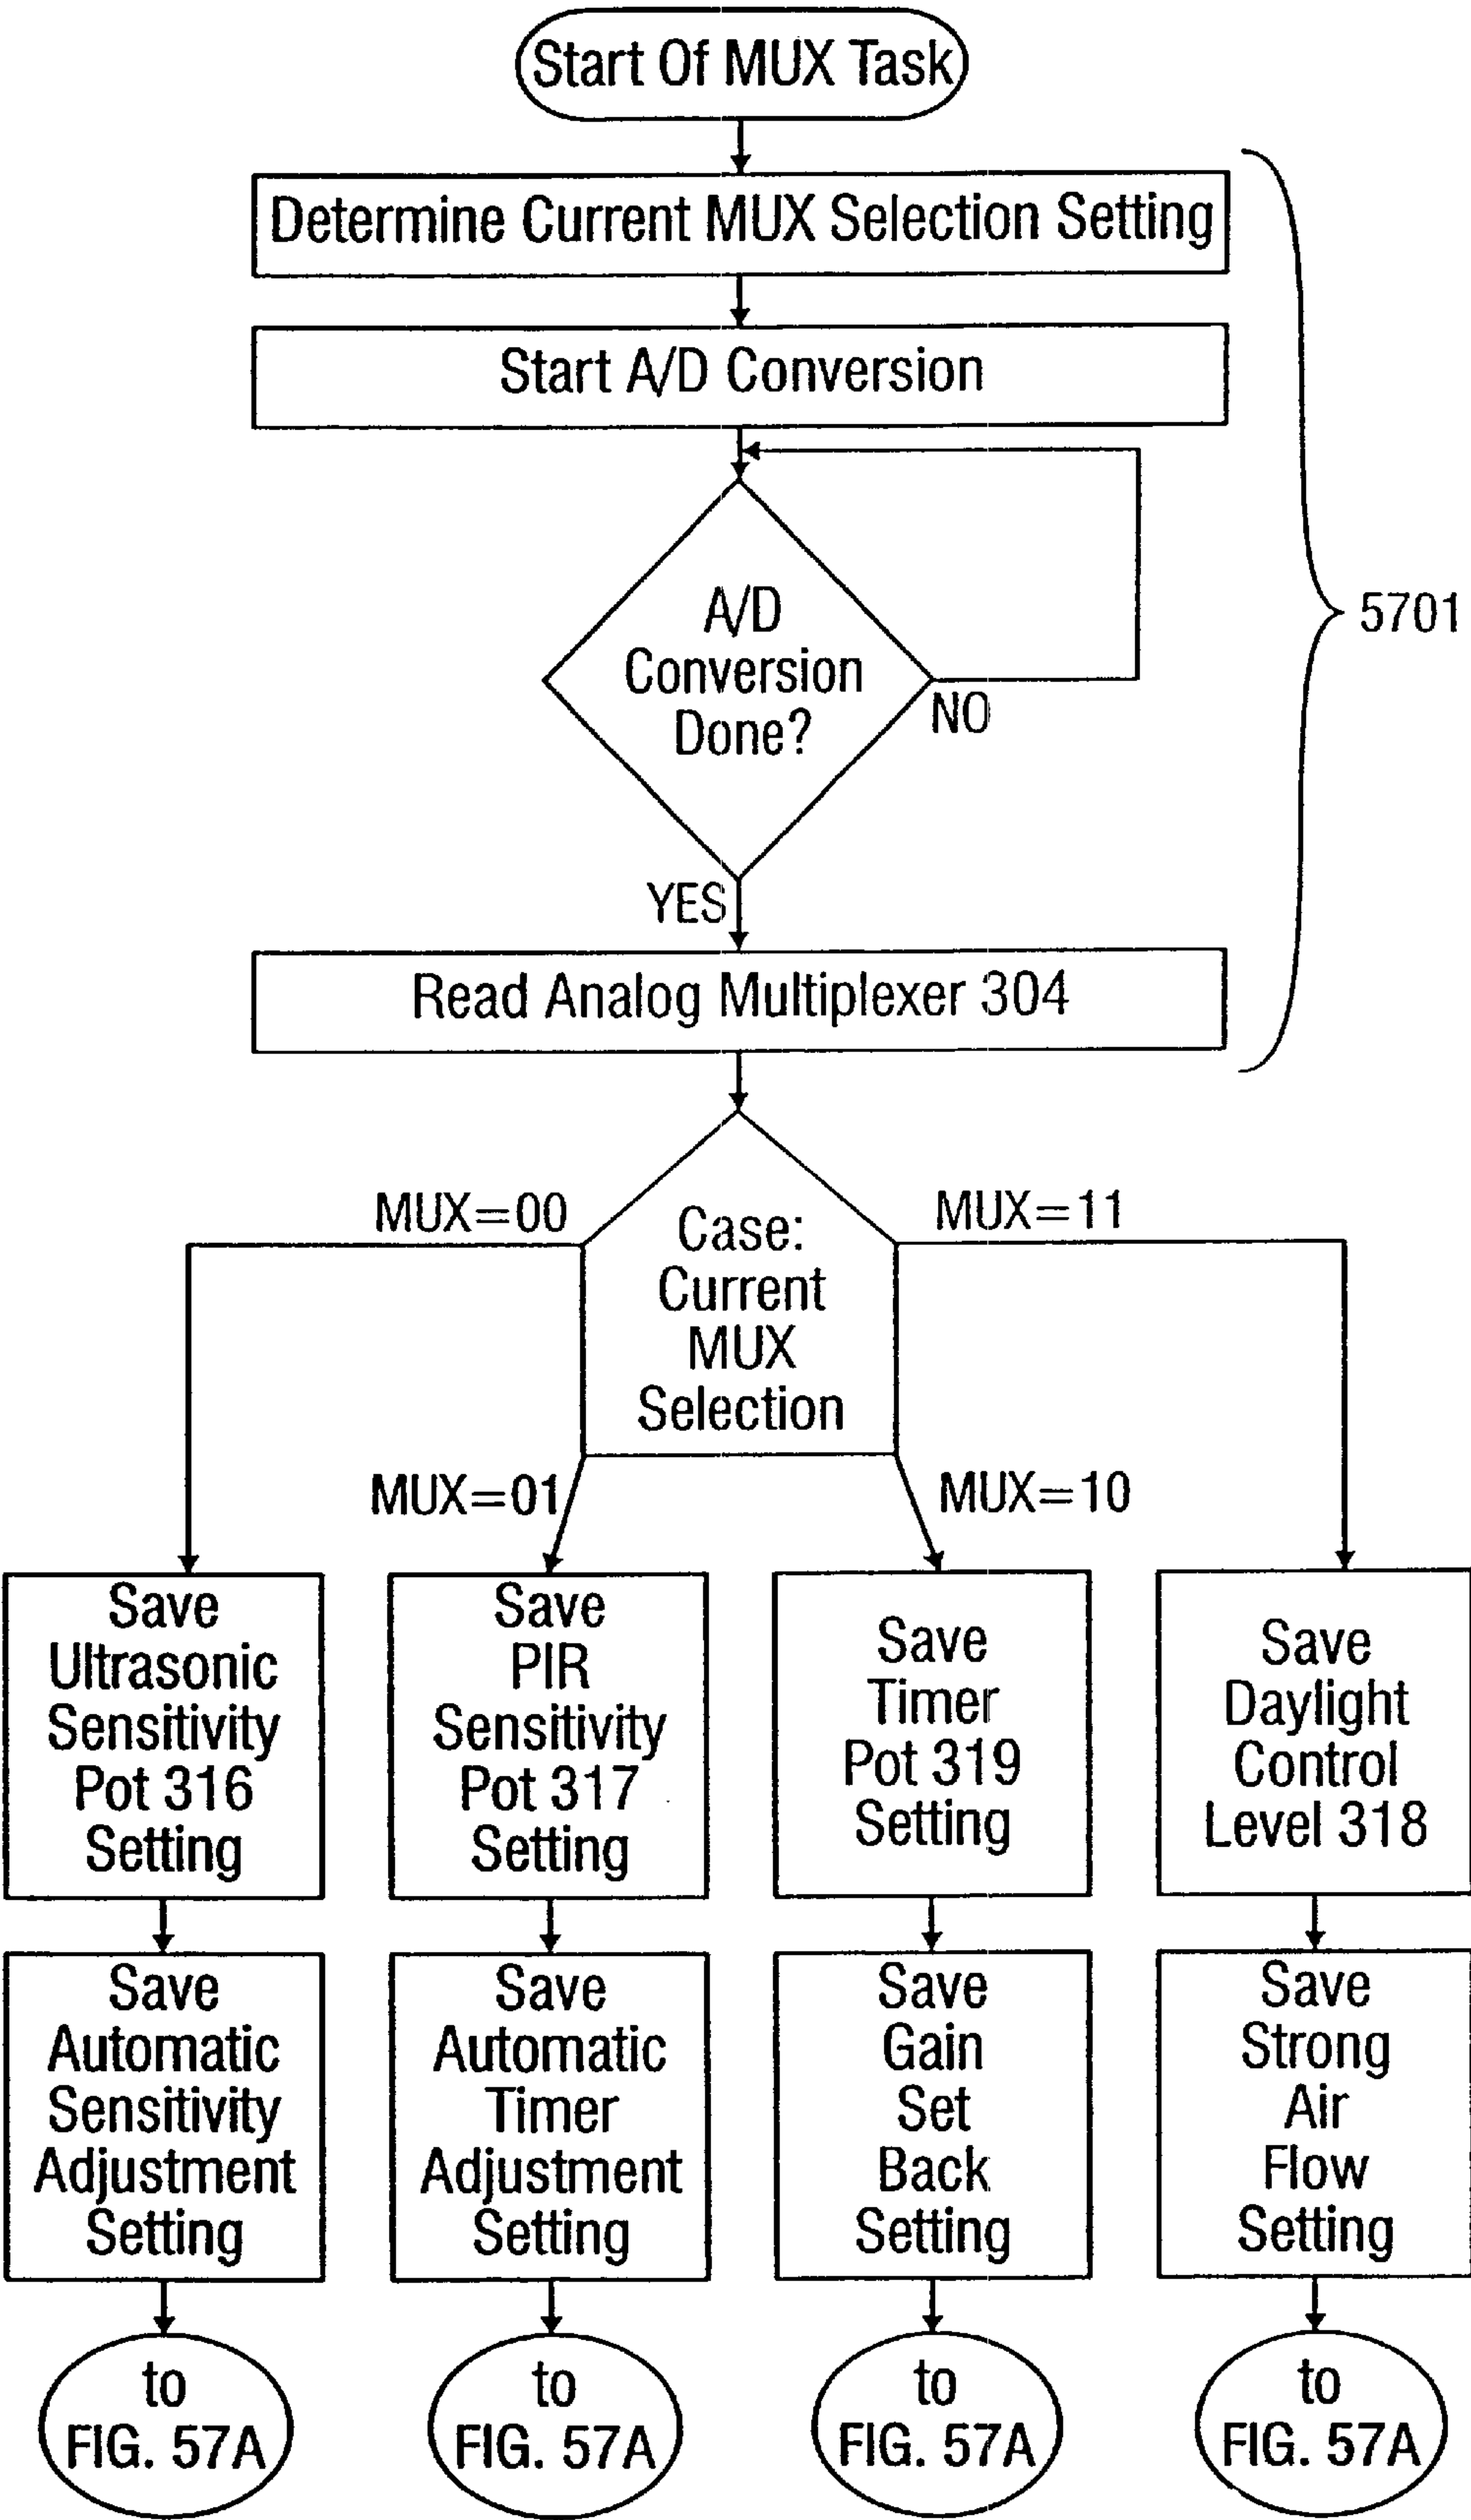 Start Of MUX Task
Determine Current MUX Selection Setting
Start A/D Conversion
A/D
Conversion
Done?
NO
5701
YES
Read Analog Multiplexer 304
MUX=00
MUX=11
Case:
Current
MUX
Selection
MUX=01
MUX=10
Save
Ultrasonic
Sensitivity
Pot 316
Setting
Save
PIR
Sensitivity
Pot 317
Setting
Save
Timer
Pot 319
Setting
Save
Daylight
Control
Level 318
Save
Automatic
Sensitivity
Adjustment
Setting
Save
Automatic
Timer
Adjustment
Setting
Save
Gain
Set
Back
Setting
Save
Strong
Air
Flow
Setting
to
FIG. 57A
to
FIG. 57A
to
FIG. 57A
to
FIG. 57A